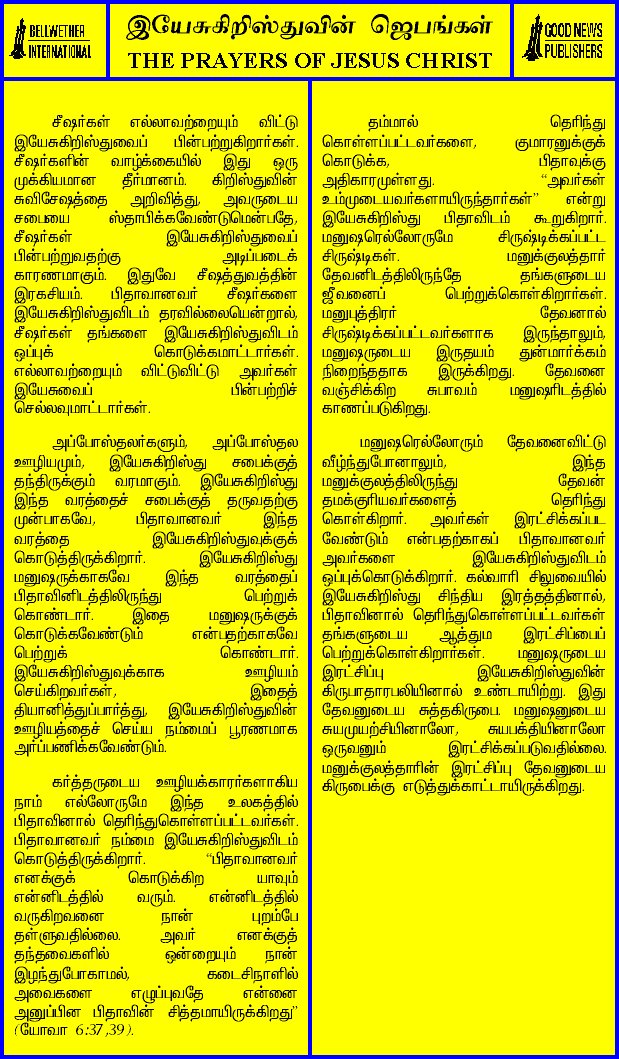 BELLWETHER
INTERNATIONAL
இயேசுகிறிஸ்துவின் ஜெபங்கள்
THE PRAYERS OF JESUS CHRIST
GOOD NEWS
PUBLISHERS
சீஷர்கள் எல்லாவற்றையும் விட்டு
இயேசுகிறிஸ்துவைப் பின்பற்றுகிறார்கள்.
சீஷர்களின் வாழ்க்கையில் இது ஒரு
முக்கியமான தீர்மானம். கிறிஸ்துவின்
சுவிசேஷத்தை அறிவித்து, அவருடைய
சபையை ஸ்தாபிக்கவேண்டுமென்பதே,
சீஷர்கள் இயேசுகிறிஸ்துவைப்
பின்பற்றுவதற்கு அடிப்படைக்
காரணமாகும். இதுவே சீஷத்துவத்தின்
இரகசியம். பிதாவானவர் சீஷர்களை
இயேசுகிறிஸ்துவிடம் தரவில்லையென்றால்,
சீஷர்கள் தங்களை இயேசுகிறிஸ்துவிடம்
ஒப்புக் கொடுக்கமாட்டார்கள்.
எல்லாவற்றையும் விட்டுவிட்டு அவர்கள்
இயேசுவைப் பின்பற்றிச்
செல்லவுமாட்டார்கள்.
அப்போஸ்தலர்களும், அப்போஸ்தல
ஊழியமும், இயேசுகிறிஸ்து சபைக்குத்
தந்திருக்கும் வரமாகும். இயேசுகிறிஸ்து
இந்த வரத்தைச் சபைக்குத் தருவதற்கு
முன்பாகவே, பிதாவானவர் இந்த
வரத்தை இயேசுகிறிஸ்துவுக்குக்
கொடுத்திருக்கிறார். இயேசுகிறிஸ்து
மனுஷருக்காகவே இந்த வரத்தைப்
பிதாவினிடத்திலிருந்து பெற்றுக்
கொண்டார். இதை மனுஷருக்குக்
கொடுக்கவேண்டும் என்பதற்காகவே
பெற்றுக் கொண்டார்.
இயேசுகிறிஸ்துவுக்காக ஊழியம்
செய்கிறவர்கள், இதைத்
தியானித்துப்பார்த்து, இயேசுகிறிஸ்துவின்
ஊழியத்தைச் செய்ய நம்மைப் பூரணமாக
அர்ப்பணிக்கவேண்டும்.
கர்த்தருடைய ஊழியக்காரர்களாகிய
நாம் எல்லோருமே இந்த உலகத்தில்
பிதாவினால் தெரிந்துகொள்ளப்பட்டவர்கள்.
பிதாவானவர் நம்மை இயேசுகிறிஸ்துவிடம்
கொடுத்திருக்கிறார். “பிதாவானவர்
எனக்குக் கொடுக்கிற யாவும்
என்னிடத்தில் வரும். என்னிடத்தில்
வருகிறவனை நான் புறம்பே
தள்ளுவதில்லை. அவர் எனக்குத்
தந்தவைகளில் ஒன்றையும் நான்
இழந்துபோகாமல், கடைசிநாளில்
அவைகளை எழுப்புவதே என்னை
அனுப்பின பிதாவின் சித்தமாயிருக்கிறது”
(யோவா 6:37,39).
தம்மால் தெரிந்து
கொள்ளப்பட்டவர்களை, குமாரனுக்குக்
கொடுக்க, பிதாவுக்கு
அதிகாரமுள்ளது. “அவர்கள்
உம்முடையவர்களாயிருந்தார்கள்” என்று
இயேசுகிறிஸ்து பிதாவிடம் கூறுகிறார்.
மனுஷரெல்லோருமே சிருஷ்டிக்கப்பட்ட
சிருஷ்டிகள். மனுக்குலத்தார்
தேவனிடத்திலிருந்தே தங்களுடைய
ஜீவனைப் பெற்றுக்கொள்கிறார்கள்.
மனுபுத்திரர் தேவனால்
சிருஷ்டிக்கப்பட்டவர்களாக இருந்தாலும்,
மனுஷருடைய இருதயம் துன்மார்க்கம்
நிறைந்ததாக இருக்கிறது. தேவனை
வஞ்சிக்கிற சுபாவம் மனுஷரிடத்தில்
காணப்படுகிறது.
மனுஷரெல்லோரும் தேவனைவிட்டு
வீழ்ந்துபோனாலும், இந்த
மனுக்குலத்திலிருந்து தேவன்
தமக்குரியவர்களைத் தெரிந்து
கொள்கிறார். அவர்கள் இரட்சிக்கப்பட
வேண்டும் என்பதற்காகப் பிதாவானவர்
அவர்களை இயேசுகிறிஸ்துவிடம்
ஒப்புக்கொடுக்கிறார். கல்வாரி சிலுவையில்
இயேசுகிறிஸ்து சிந்திய இரத்தத்தினால்,
பிதாவினால் தெரிந்துகொள்ளப்பட்டவர்கள்
தங்களுடைய ஆத்தும இரட்சிப்பைப்
பெற்றுக்கொள்கிறார்கள். மனுஷருடைய
இரட்சிப்பு இயேசுகிறிஸ்துவின்
கிருபாதாரபலியினால் உண்டாயிற்று. இது
தேவனுடைய சுத்தகிருபை. மனுஷனுடைய
சுயமுயற்சியினாலோ, சுயபக்தியினாலோ
ஒருவனும் இரட்சிக்கப்படுவதில்லை.
மனுக்குலத்தாரின் இரட்சிப்பு தேவனுடைய
கிருபைக்கு எடுத்துக்காட்டாயிருக்கிறது.